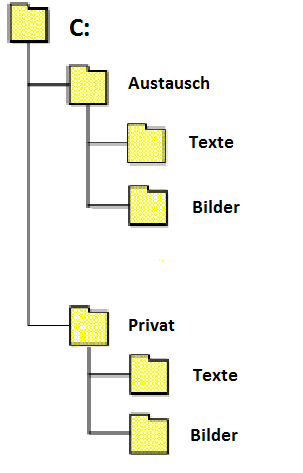 C:
Austausch
Texte
Bilder
Privat
Texte
Bilder